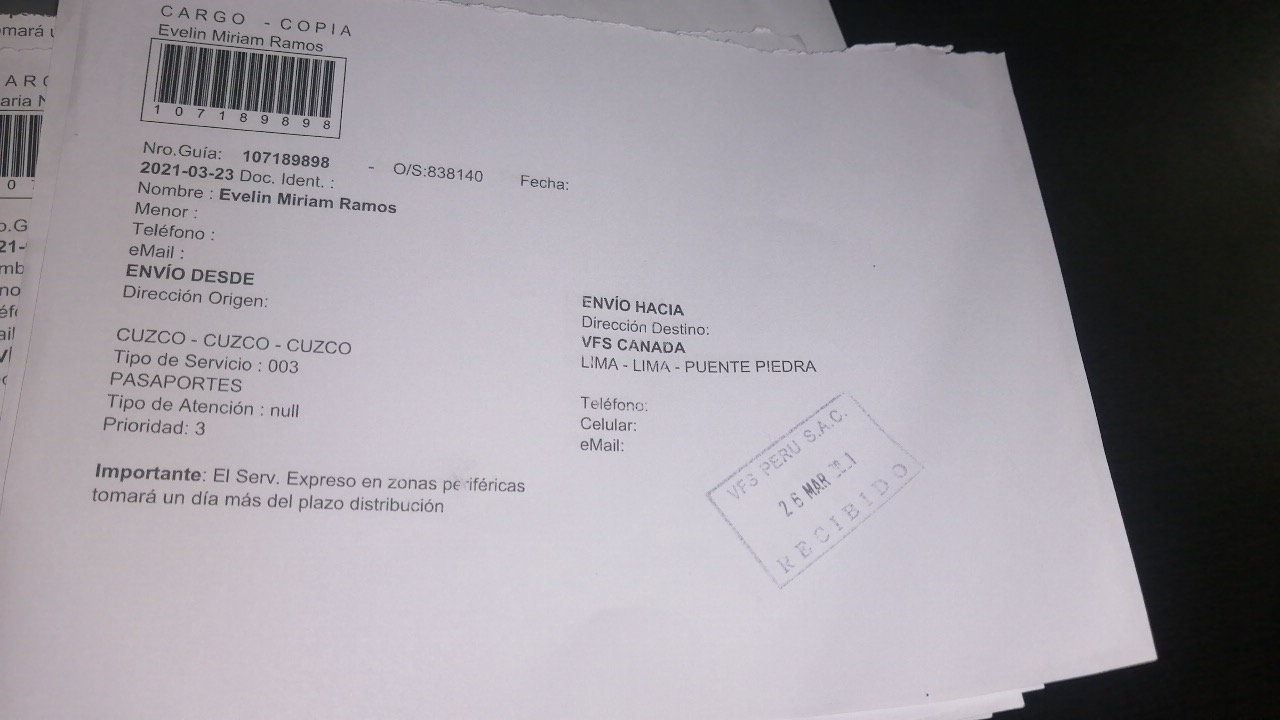 CARGO - COPIA
Evelin Miriam Ramos
107189898
Nro.Guía: 107189898 - O/S:838140 Fecha:
2021-03-23 Doc. Ident. :
Nombre : Evelin Miriam Ramos
Menor :
Teléfono :
eMail :
ENVÍO DESDE
Dirección Origen:
CUZCO - CUZCO - CUZCO
Tipo de Servicio : 003
PASAPORTES
Tipo de Atención : null
Prioridad: 3
ENVÍO HACIA
Dirección Destino:
VFS CANADA
LIMA - LIMA - PUENTE PIEDRA
Teléfono:
Celular:
eMail:
Importante: El Serv. Expreso en zonas periféricas
tomará un día más del plazo distribución
VFS PERU S.A.C.
26 MAR 2021
RECIBIDO
omará